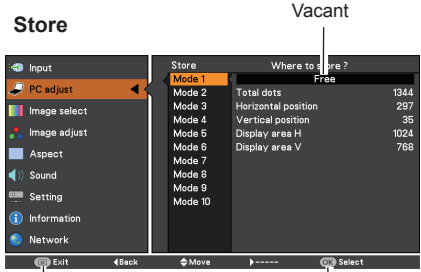 Vacant
Store
Input
PC adjust
Image select
Image adjust
Aspect
Sound
Setting
Information
Network
Store
Mode 1
Mode 2
Mode 3
Mode 4
Mode 5
Mode 6
Mode 7
Mode 8
Mode 9
Mode 10
Where to store ?
Free
Total dots 1344
Horizontal position 297
Vertical position 35
Display area H 1024
Display area V 768
Exit Back Move ----- OK Select